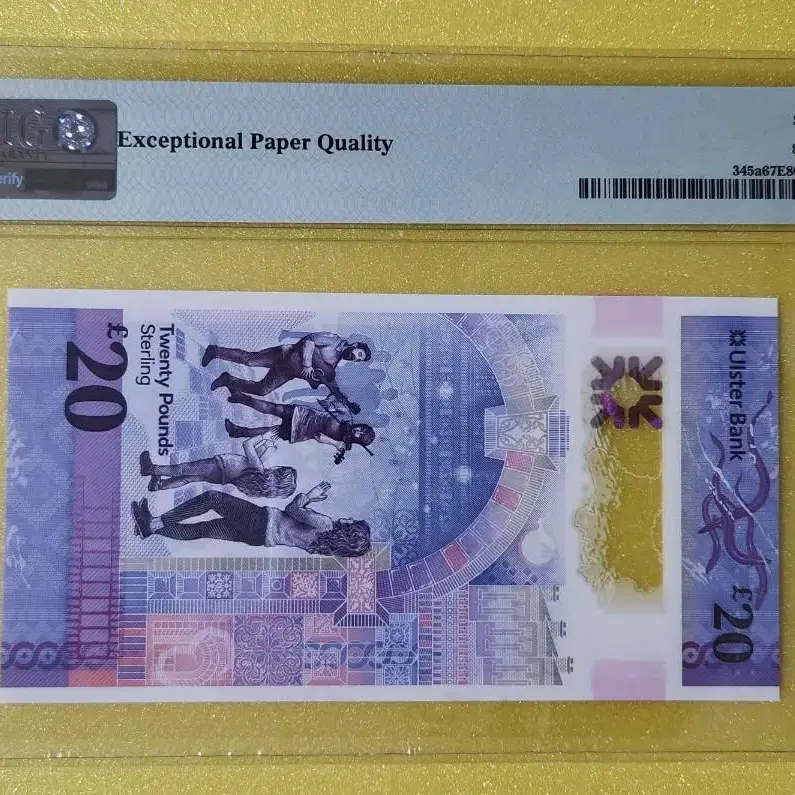 Exceptional Paper Quality
345a67E8
£20
Twenty Pounds
Sterling
Ulster Bank
£20